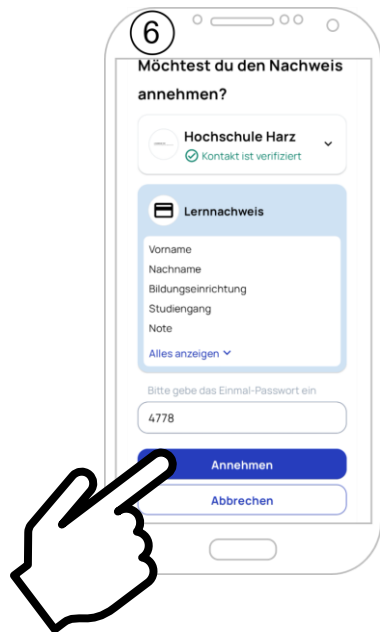 6
Möchtest du den Nachweis
annehmen?
Hochschule Harz
Kontakt ist verifiziert
Lernnachweis
Vorname
Nachname
Bildungseinrichtung
Studiengang
Note
Alles anzeigen
Bitte gebe das Einmal-Passwort ein
4778
Annehmen
Abbrechen